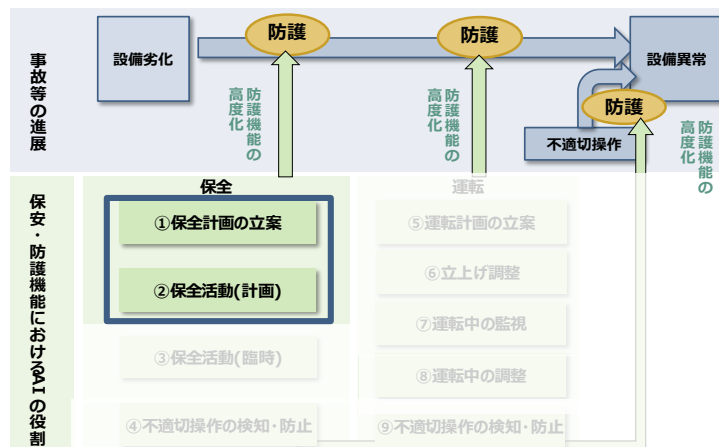 事故等の進展
設備劣化
防護
防護
設備異常
防護
不適切操作
防護機能の
高度化
防護機能の
高度化
防護機能の
高度化
保安・防護機能におけるAIの役割
保全
①保全計画の立案
②保全活動(計画)
③保全活動(臨時)
④不適切操作の検知・防止
運転
⑤運転計画の立案
⑥立上げ調整
⑦運転中の監視
⑧運転中の調整
⑨不適切操作の検知・防止